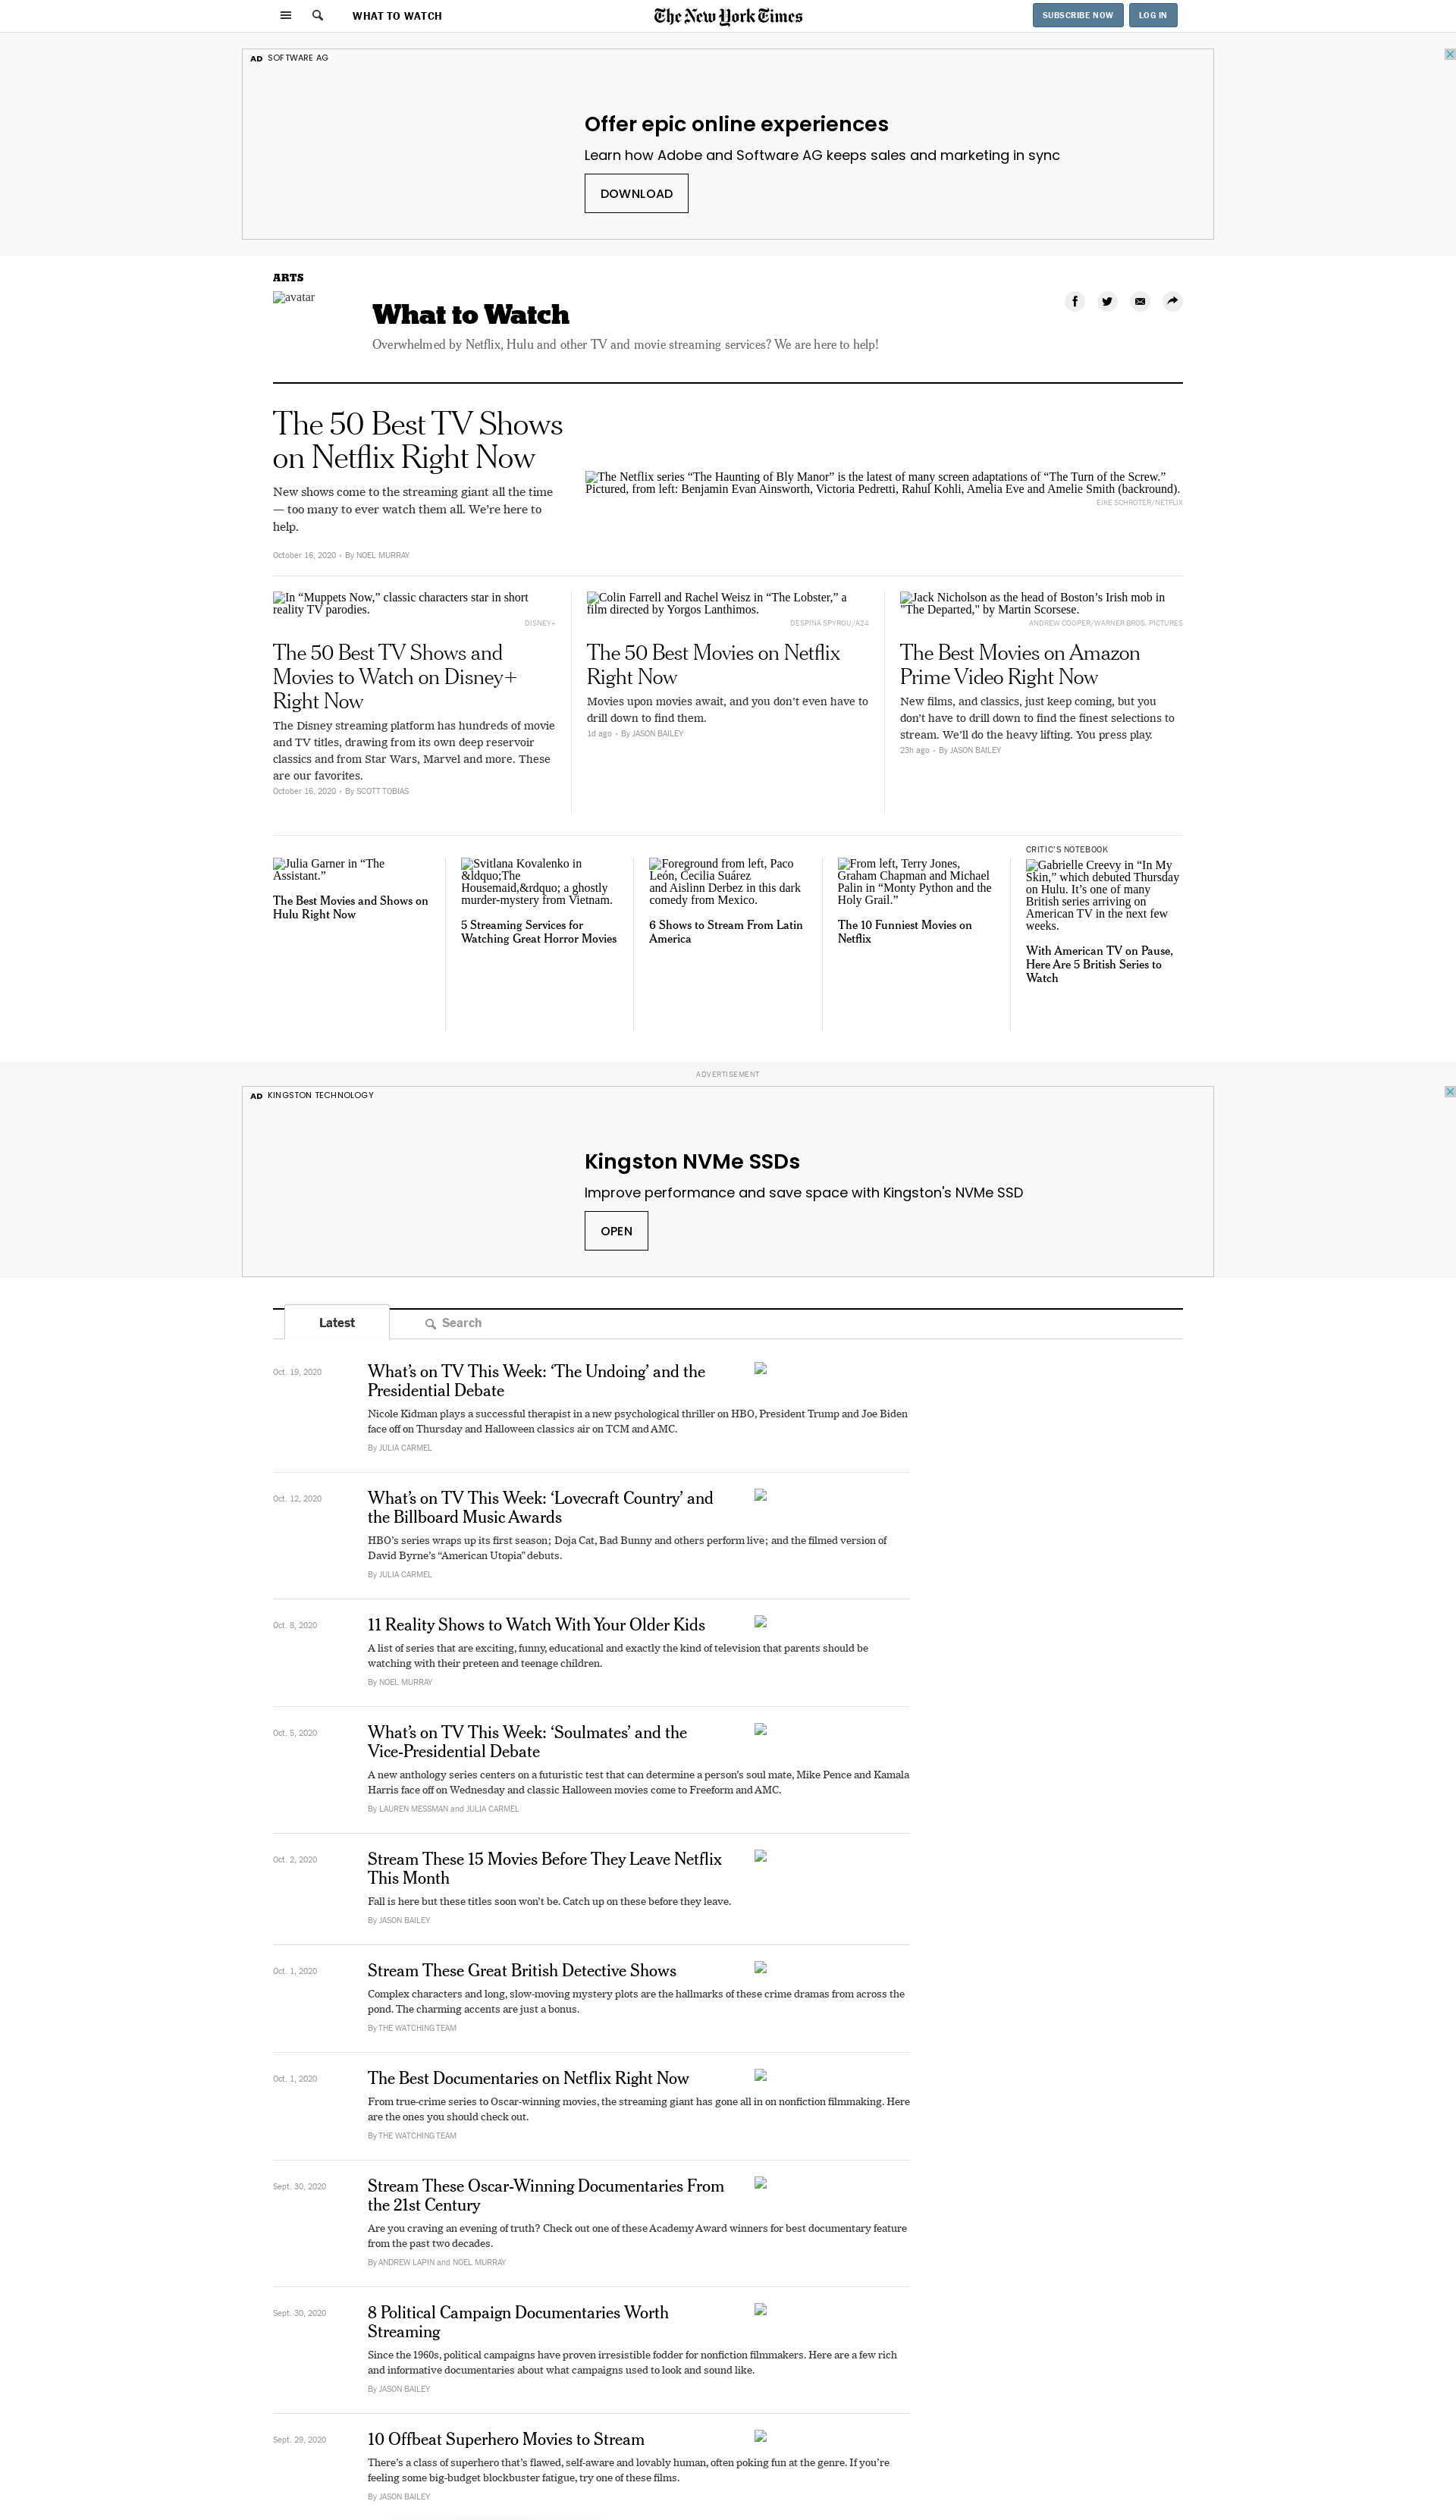 WHAT TO WATCH
The New York Times
SUBSCRIBE NOW
LOG IN
AD SOFTWARE AG
Offer epic online experiences
Learn how Adobe and Software AG keeps sales and marketing in sync
DOWNLOAD
ARTS
avatar
What to Watch
Overwhelmed by Netflix, Hulu and other TV and movie streaming services? We are here to help!
The 50 Best TV Shows
on Netflix Right Now
New shows come to the streaming giant all the time
— too many to ever watch them all. We’re here to
help.
October 16, 2020 • By NOEL MURRAY
The Netflix series “The Haunting of Bly Manor” is the latest of many screen adaptations of “The Turn of the Screw.”
Pictured, from left: Benjamin Evan Ainsworth, Victoria Pedretti, Rahul Kohli, Amelia Eve and Amelie Smith (backround).
EIKE SCHROTER/NETFLIX
In “Muppets Now,” classic characters star in short
reality TV parodies.
DISNEY+
The 50 Best TV Shows and
Movies to Watch on Disney+
Right Now
The Disney streaming platform has hundreds of movie
and TV titles, drawing from its own deep reservoir
classics and from Star Wars, Marvel and more. These
are our favorites.
October 16, 2020 • By SCOTT TOBIAS
Colin Farrell and Rachel Weisz in “The Lobster,” a
film directed by Yorgos Lanthimos.
DESPINA SPYROU/A24
The 50 Best Movies on Netflix
Right Now
Movies upon movies await, and you don’t even have to
drill down to find them.
1d ago • By JASON BAILEY
Jack Nicholson as the head of Boston’s Irish mob in
"The Departed," by Martin Scorsese.
ANDREW COOPER/WARNER BROS. PICTURES
The Best Movies on Amazon
Prime Video Right Now
New films, and classics, just keep coming, but you
don’t have to drill down to find the finest selections to
stream. We’ll do the heavy lifting. You press play.
23h ago • By JASON BAILEY
Julia Garner in “The
Assistant.”
The Best Movies and Shows on
Hulu Right Now
Svitlana Kovalenko in
&ldquo;The
Housemaid,&rdquo; a ghostly
murder-mystery from Vietnam.
5 Streaming Services for
Watching Great Horror Movies
Foreground from left, Paco
León, Cecilia Suárez
and Aislinn Derbez in this dark
comedy from Mexico.
6 Shows to Stream From Latin
America
From left, Terry Jones,
Graham Chapman and Michael
Palin in “Monty Python and the
Holy Grail.”
The 10 Funniest Movies on
Netflix
CRITIC’S NOTEBOOK
Gabrielle Creevy in “In My
Skin,” which debuted Thursday
on Hulu. It’s one of many
British series arriving on
American TV in the next few
weeks.
With American TV on Pause,
Here Are 5 British Series to
Watch
ADVERTISEMENT
AD KINGSTON TECHNOLOGY
Kingston NVMe SSDs
Improve performance and save space with Kingston's NVMe SSD
OPEN
Latest
Search
Oct. 19, 2020
What’s on TV This Week: ‘The Undoing’ and the
Presidential Debate
Nicole Kidman plays a successful therapist in a new psychological thriller on HBO, President Trump and Joe Biden
face off on Thursday and Halloween classics air on TCM and AMC.
By JULIA CARMEL
Oct. 12, 2020
What’s on TV This Week: ‘Lovecraft Country’ and
the Billboard Music Awards
HBO’s series wraps up its first season; Doja Cat, Bad Bunny and others perform live; and the filmed version of
David Byrne’s “American Utopia” debuts.
By JULIA CARMEL
Oct. 8, 2020
11 Reality Shows to Watch With Your Older Kids
A list of series that are exciting, funny, educational and exactly the kind of television that parents should be
watching with their preteen and teenage children.
By NOEL MURRAY
Oct. 5, 2020
What’s on TV This Week: ‘Soulmates’ and the
Vice-Presidential Debate
A new anthology series centers on a futuristic test that can determine a person’s soul mate, Mike Pence and Kamala
Harris face off on Wednesday and classic Halloween movies come to Freeform and AMC.
By LAUREN MESSMAN and JULIA CARMEL
Oct. 2, 2020
Stream These 15 Movies Before They Leave Netflix
This Month
Fall is here but these titles soon won’t be. Catch up on these before they leave.
By JASON BAILEY
Oct. 1, 2020
Stream These Great British Detective Shows
Complex characters and long, slow-moving mystery plots are the hallmarks of these crime dramas from across the
pond. The charming accents are just a bonus.
By THE WATCHING TEAM
Oct. 1, 2020
The Best Documentaries on Netflix Right Now
From true-crime series to Oscar-winning movies, the streaming giant has gone all in on nonfiction filmmaking. Here
are the ones you should check out.
By THE WATCHING TEAM
Sept. 30, 2020
Stream These Oscar-Winning Documentaries From
the 21st Century
Are you craving an evening of truth? Check out one of these Academy Award winners for best documentary feature
from the past two decades.
By ANDREW LAPIN and NOEL MURRAY
Sept. 30, 2020
8 Political Campaign Documentaries Worth
Streaming
Since the 1960s, political campaigns have proven irresistible fodder for nonfiction filmmakers. Here are a few rich
and informative documentaries about what campaigns used to look and sound like.
By JASON BAILEY
Sept. 29, 2020
10 Offbeat Superhero Movies to Stream
There’s a class of superhero that’s flawed, self-aware and lovably human, often poking fun at the genre. If you’re
feeling some big-budget blockbuster fatigue, try one of these films.
By JASON BAILEY